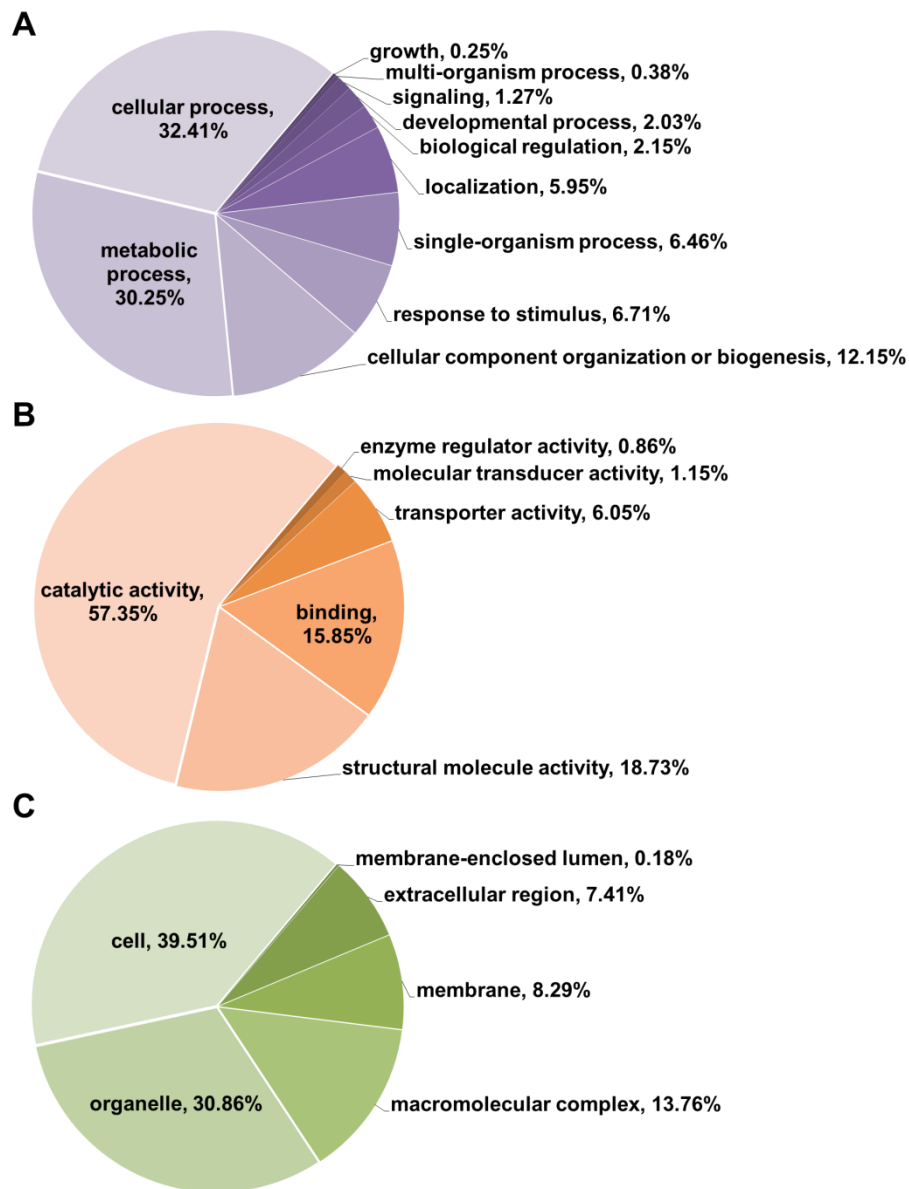 A
growth, 0.25%
multi-organism process, 0.38%
signaling, 1.27%
developmental process, 2.03%
biological regulation, 2.15%
localization, 5.95%
single-organism process, 6.46%
response to stimulus, 6.71%
cellular component organization or biogenesis, 12.15%
metabolic
process,
30.25%
cellular process,
32.41%
B
enzyme regulator activity, 0.86%
molecular transducer activity, 1.15%
transporter activity, 6.05%
binding,
15.85%
structural molecule activity, 18.73%
catalytic activity,
57.35%
C
membrane-enclosed lumen, 0.18%
extracellular region, 7.41%
membrane, 8.29%
macromolecular complex, 13.76%
organelle, 30.86%
cell, 39.51%